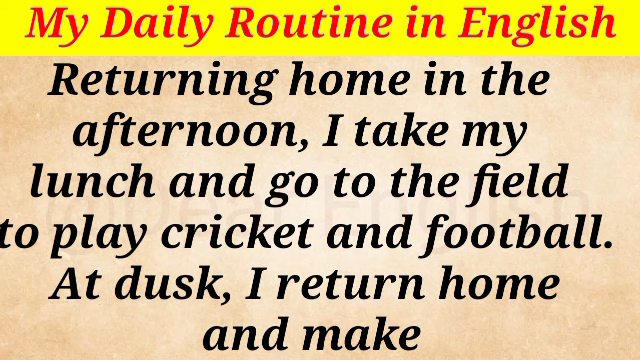 My Daily Routine in English
Returning home in the
afternoon, I take my
lunch and go to the field
to play cricket and football.
At dusk, I return home
and make